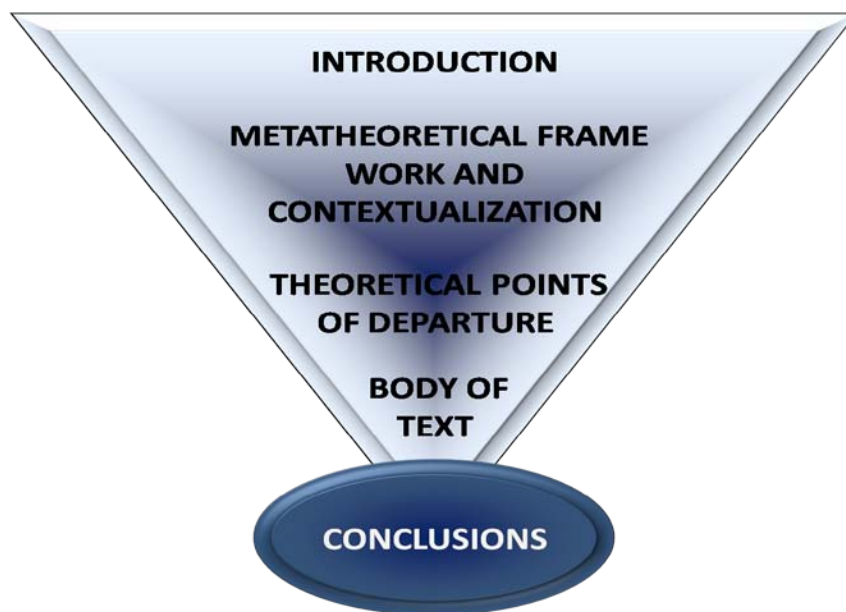 INTRODUCTION
METATHEORETICAL FRAME
WORK AND
CONTEXTUALIZATION
THEORETICAL POINTS
OF DEPARTURE
BODY OF
TEXT
CONCLUSIONS